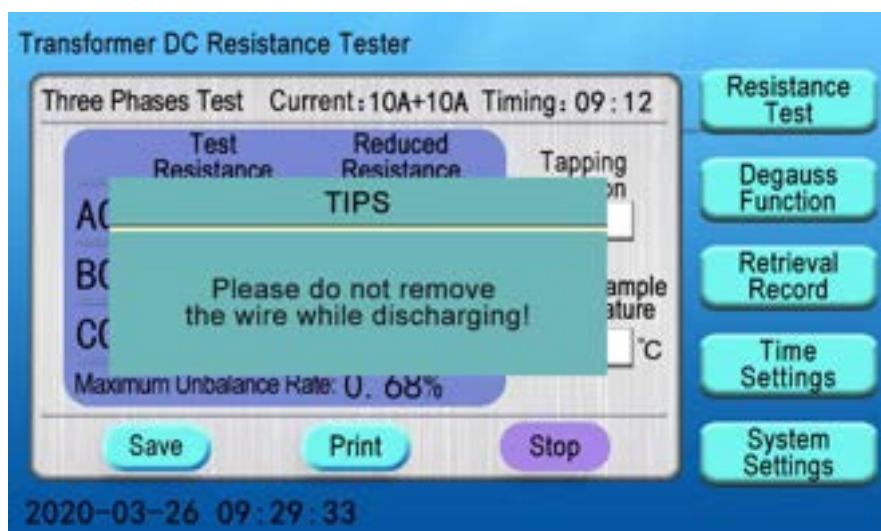 Transformer DC Resistance Tester
Three Phases Test Current:10A+10A Timing:09:12
Test Resistance
Reduced Resistance
Tapping
TIPS
Please do not remove
the wire while discharging!
°C
Maximum Unbalance Rate: 0.68%
Save
Print
Stop
Resistance
Test
Degauss
Function
Retrieval
Record
Time
Settings
System
Settings
2020-03-26 09:29:33